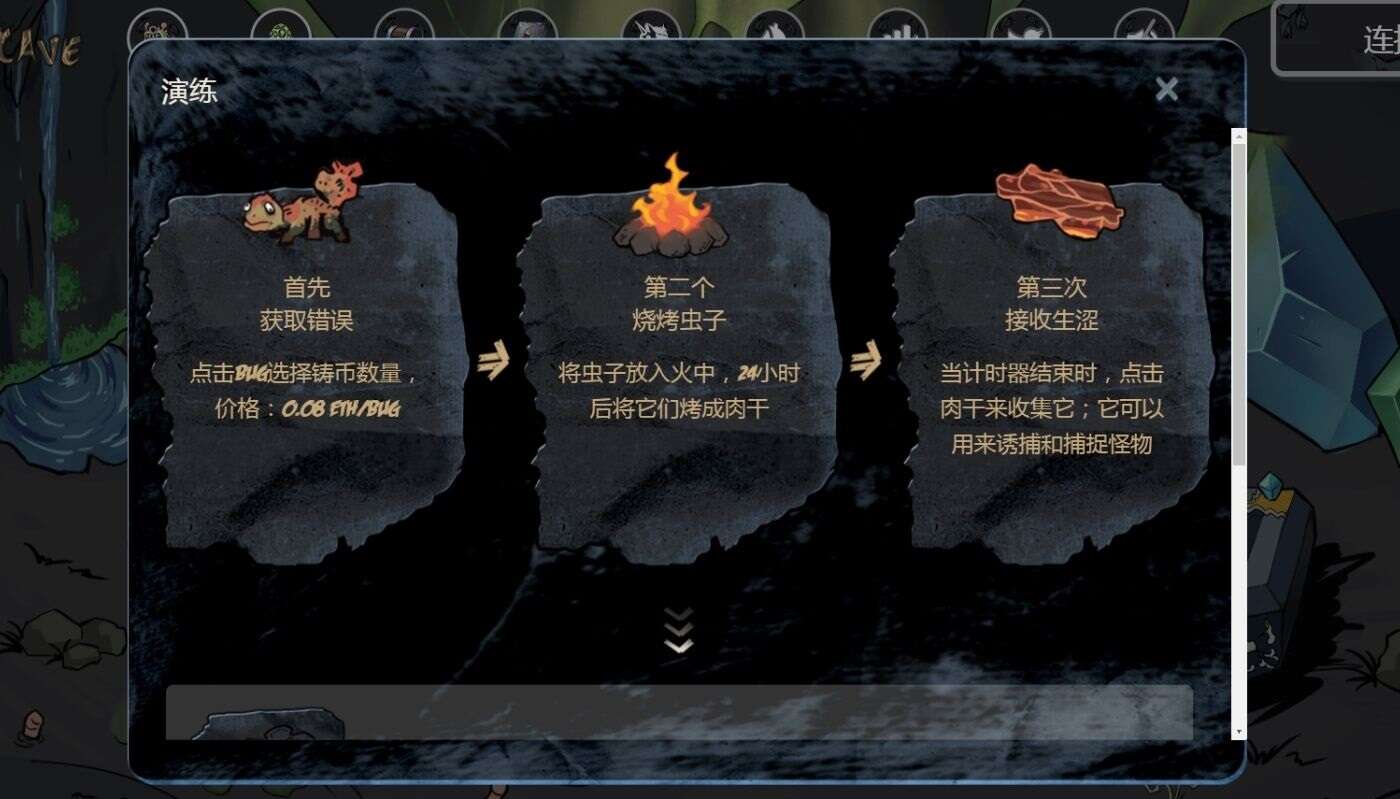 CAVE
连接
演练
首先
获取错误
点击BUG选择铸币数量，
价格：0.08 ETH/BUG
第二个
烧烤虫子
将虫子放入火中，24小时
后将它们烤成肉干
第三次
接收生涩
当计时器结束时，点击
肉干来收集它；它可以
用来诱捕和捕捉怪物